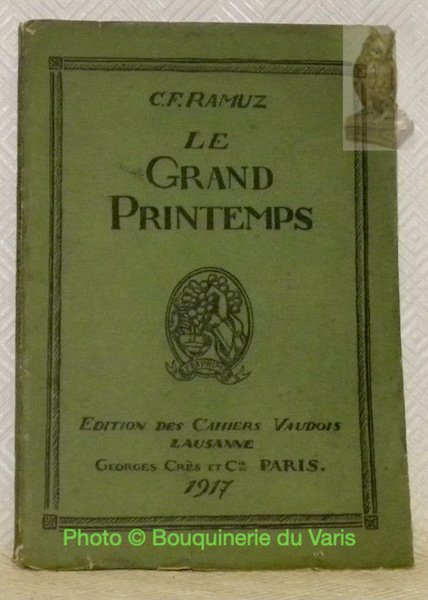 C.F. RAMUZ
LE
GRAND
PRINTEMPS
EDITION DES CAHIERS VAUDOIS
LAUSANNE
GEORGES CRÈS ET Cie PARIS.
1917
Photo © Bouquinerie du Varis